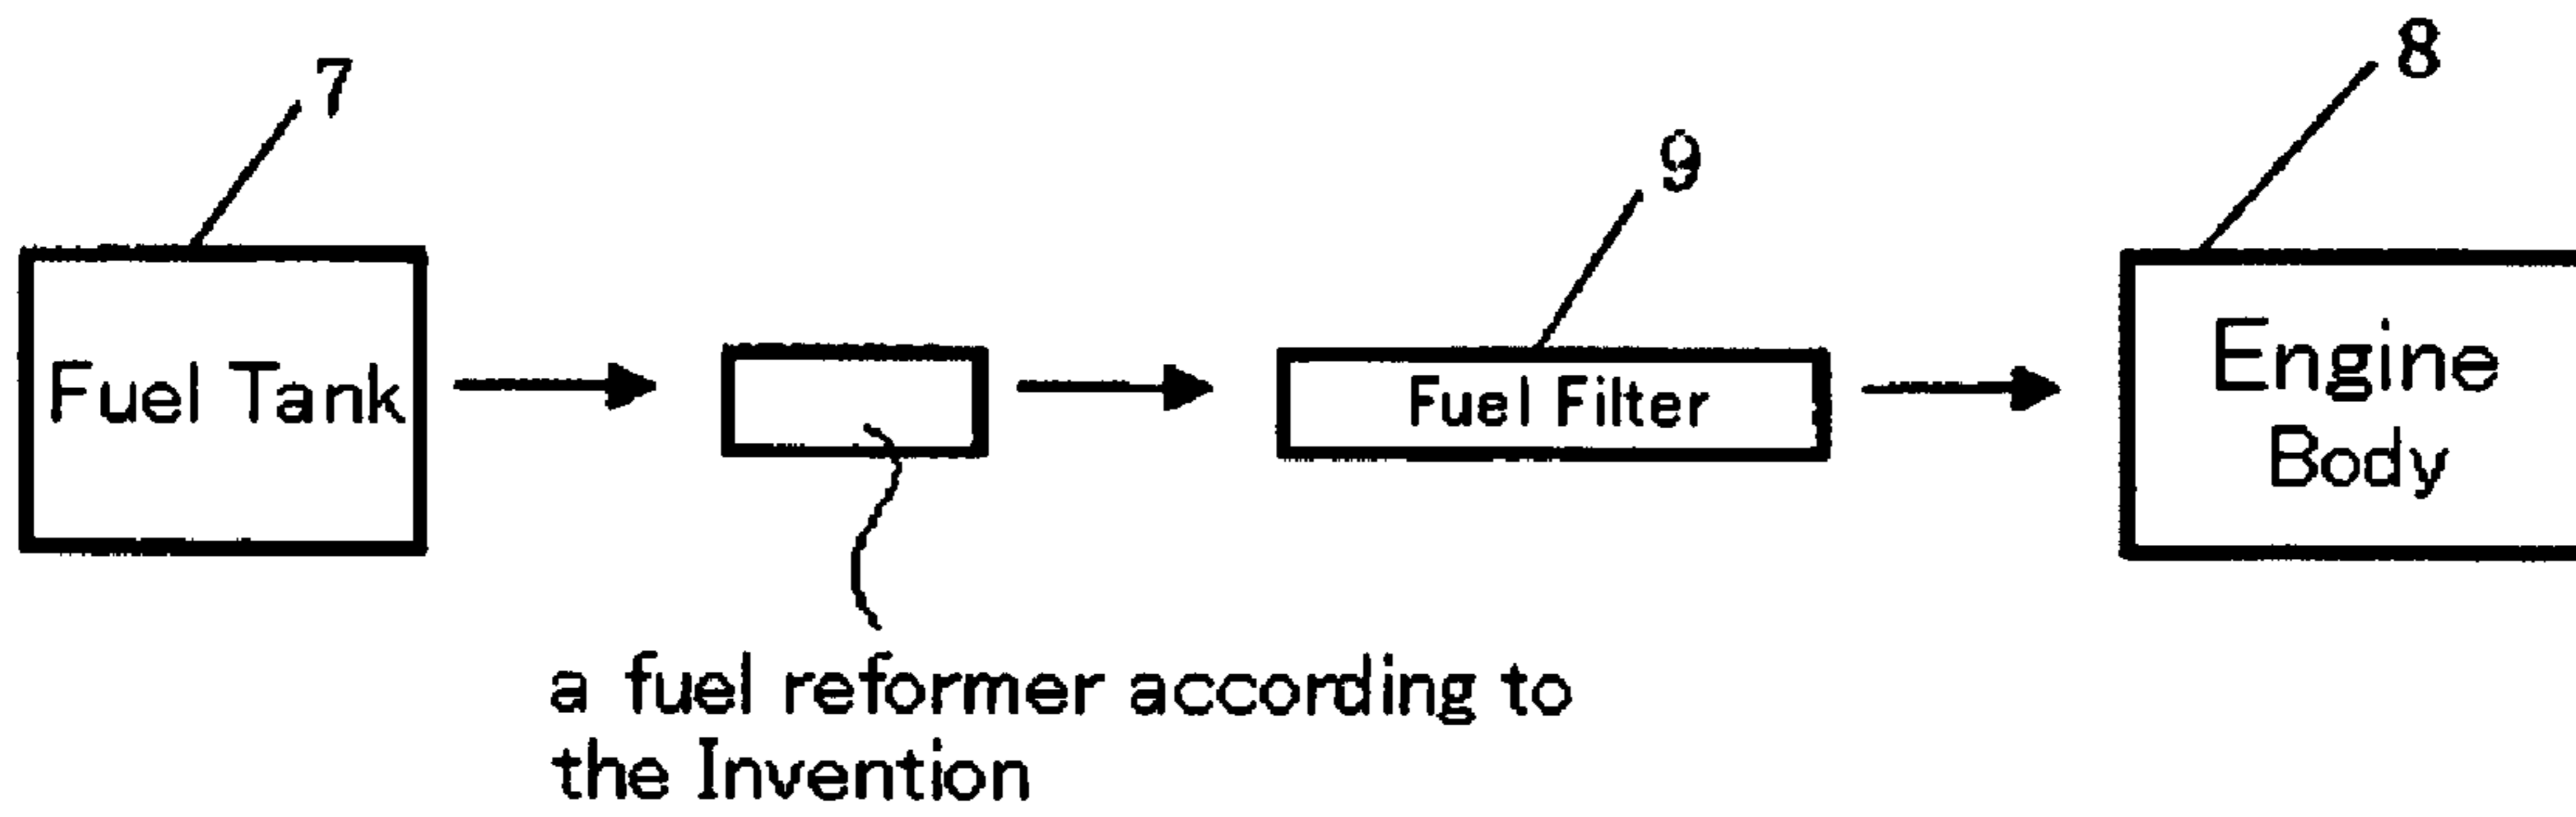 7
8
9
Fuel Tank
Fuel Filter
Engine
Body
a fuel reformer according to
the Invention